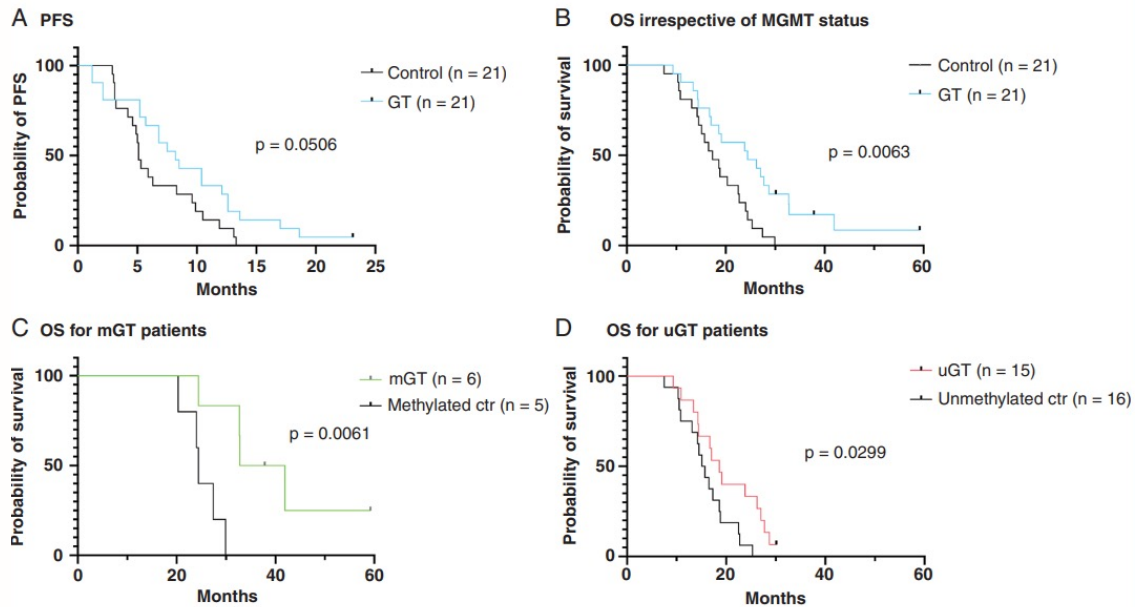 A PFS
Probability of PFS
100
50
0
0 5 10 15 20 25
Months
Control (n = 21)
GT (n = 21)
p = 0.0506
B OS irrespective of MGMT status
Probability of survival
100
50
0
0 20 40 60
Months
Control (n = 21)
GT (n = 21)
p = 0.0063
C OS for mGT patients
Probability of survival
100
50
0
0 20 40 60
Months
mGT (n = 6)
Methylated ctr (n = 5)
p = 0.0061
D OS for uGT patients
Probability of survival
100
50
0
0 20 40 60
Months
uGT (n = 15)
Unmethylated ctr (n = 16)
p = 0.0299